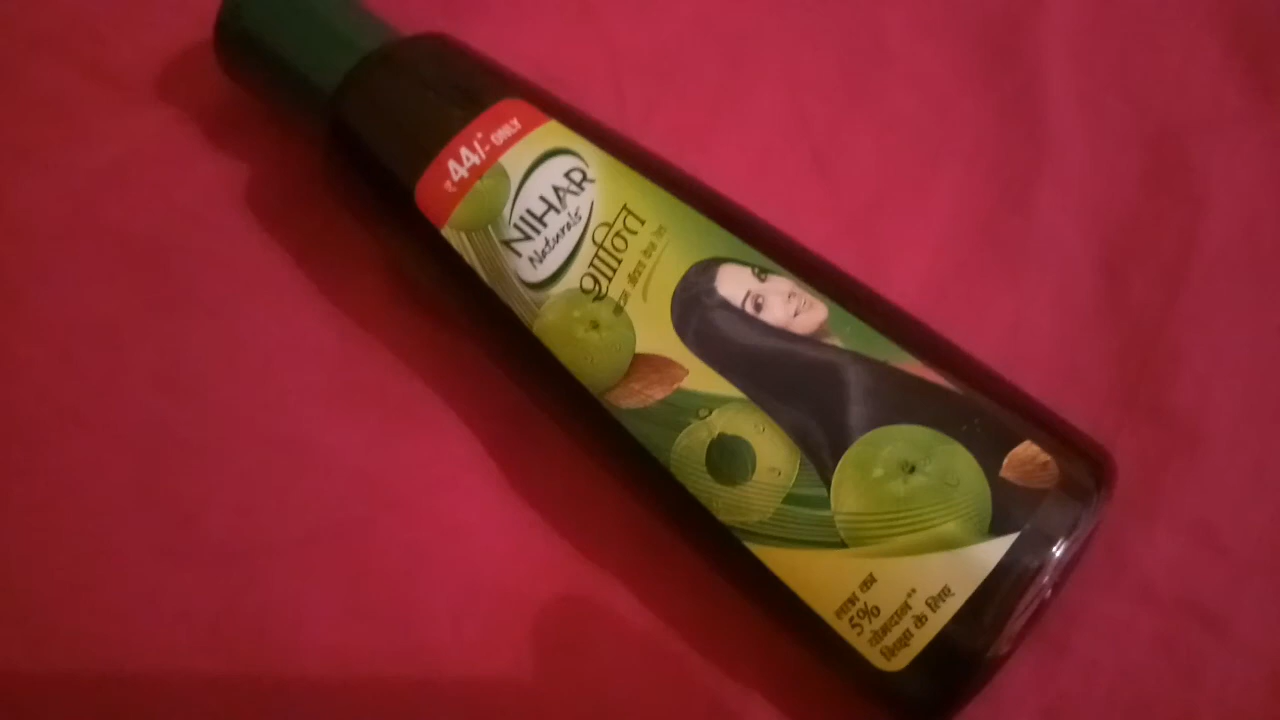 ₹44/-* ONLY
NIHAR
Naturals
शान्ति
केश तेल
लाभ का
5%
योगदान**
शिक्षा के लिए